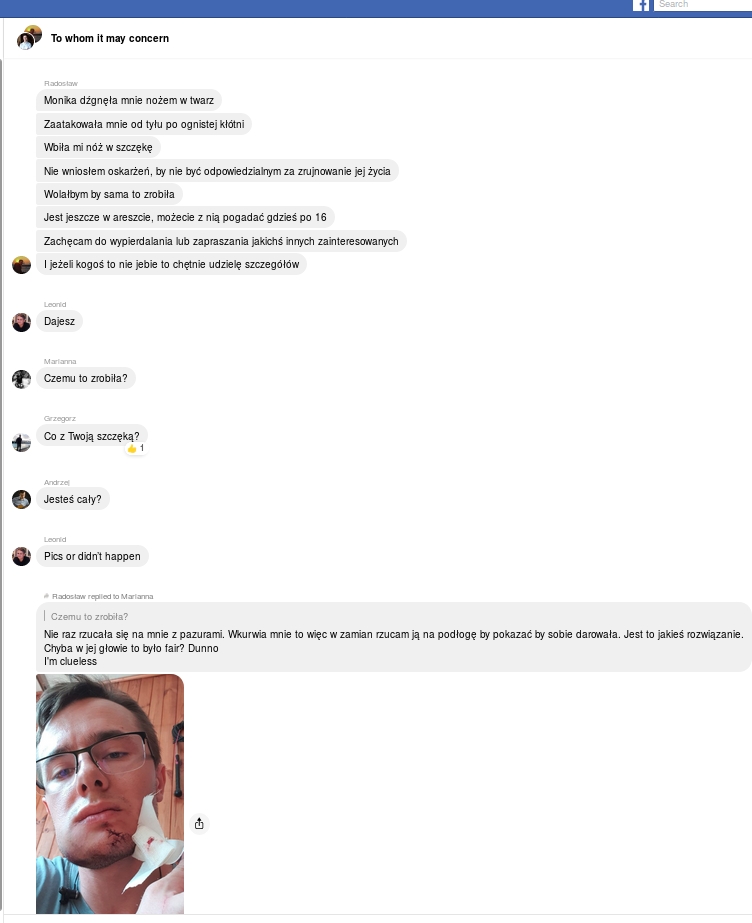 Search
To whom it may concern
Radosław
Monika dźgnęła mnie nożem w twarz
Zaatakowała mnie od tyłu po ognistej kłótni
Wbiła mi nóż w szczękę
Nie wniosłem oskarżeń, by nie być odpowiedzialnym za zrujnowanie jej życia
Wolałbym by sama to zrobiła
Jest jeszcze w areszcie, możecie z nią pogadać gdzieś po 16
Zachęcam do wypierdalania lub zapraszania jakichś innych zainteresowanych
I jeżeli kogoś to nie jebie to chętnie udzielę szczegółów
Leonid
Dajesz
Marianna
Czemu to zrobiła?
Grzegorz
Co z Twoją szczęką?
1
Andrzej
Jesteś cały?
Leonid
Pics or didn't happen
Radosław replied to Marianna
Czemu to zrobiła?
Nie raz rzucała się na mnie z pazurami. Wkurwia mnie to więc w zamian rzucam ją na podłogę by pokazać by sobie darowała. Jest to jakieś rozwiązanie.
Chyba w jej głowie to było fair? Dunno
I'm clueless